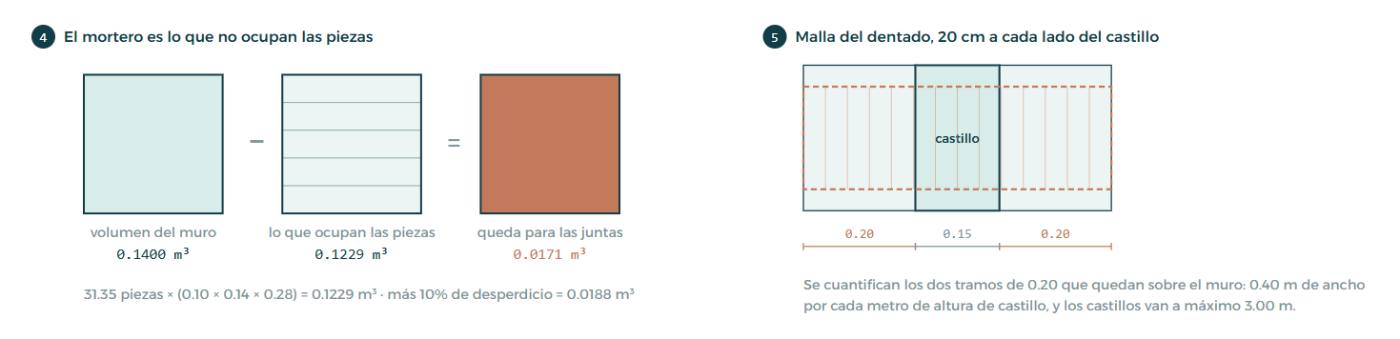 4 El mortero es lo que no ocupan las piezas
−
=
volumen del muro
0.1400 m³
lo que ocupan las piezas
0.1229 m³
queda para las juntas
0.0171 m³
31.35 piezas × (0.10 × 0.14 × 0.28) = 0.1229 m³ · más 10% de desperdicio = 0.0188 m³
5 Malla del dentado, 20 cm a cada lado del castillo
castillo
0.20 0.15 0.20
Se cuantifican los dos tramos de 0.20 que quedan sobre el muro: 0.40 m de ancho
por cada metro de altura de castillo, y los castillos van a máximo 3.00 m.